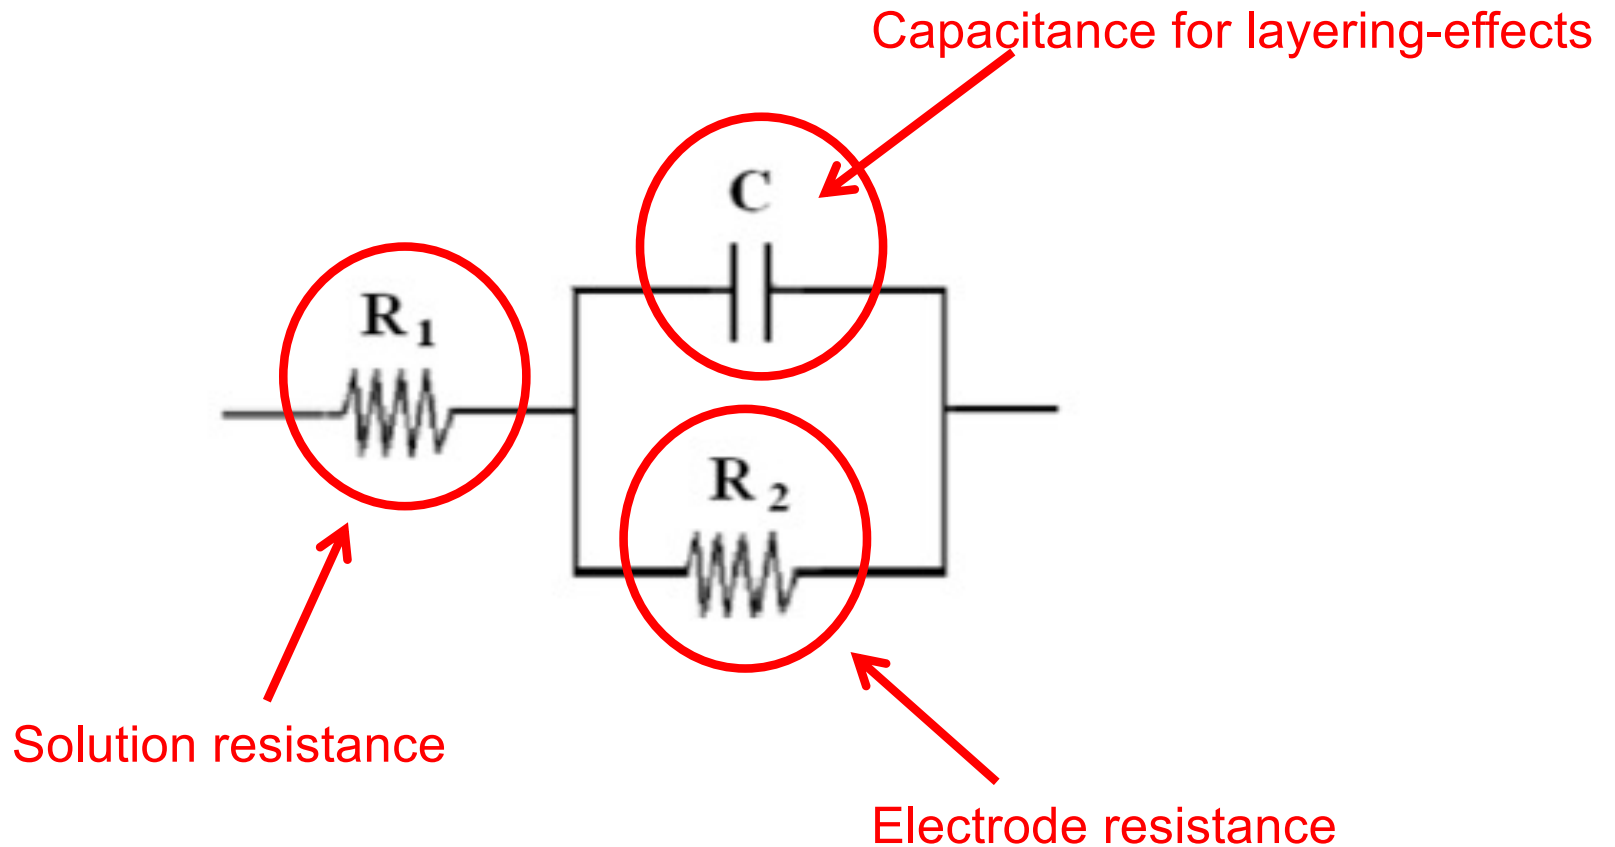 Capacitance for layering-effects
C
R1
R2
Solution resistance
Electrode resistance